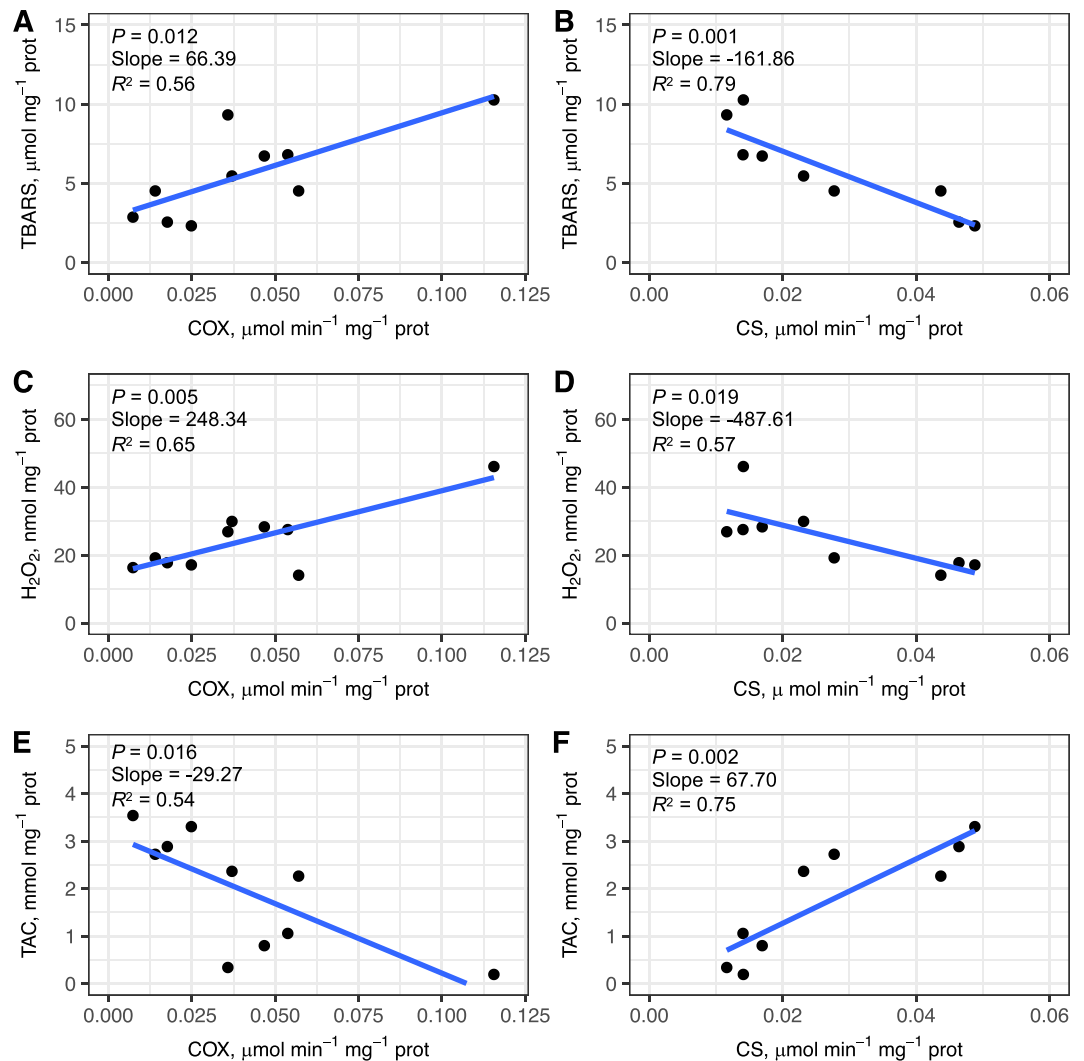 A
P = 0.012
Slope = 66.39
R² = 0.56
TBARS, μmol mg⁻¹ prot
15
10
5
0
0.000 0.025 0.050 0.075 0.100 0.125
COX, μmol min⁻¹ mg⁻¹ prot
B
P = 0.001
Slope = -161.86
R² = 0.79
TBARS, μmol mg⁻¹ prot
15
10
5
0
0.00 0.02 0.04 0.06
CS, μmol min⁻¹ mg⁻¹ prot
C
P = 0.005
Slope = 248.34
R² = 0.65
H₂O₂, nmol mg⁻¹ prot
60
40
20
0
0.000 0.025 0.050 0.075 0.100 0.125
COX, μmol min⁻¹ mg⁻¹ prot
D
P = 0.019
Slope = -487.61
R² = 0.57
H₂O₂, nmol mg⁻¹ prot
60
40
20
0
0.00 0.02 0.04 0.06
CS, μ mol min⁻¹ mg⁻¹ prot
E
P = 0.016
Slope = -29.27
R² = 0.54
TAC, mmol mg⁻¹ prot
5
4
3
2
1
0
0.000 0.025 0.050 0.075 0.100 0.125
COX, μmol min⁻¹ mg⁻¹ prot
F
P = 0.002
Slope = 67.70
R² = 0.75
TAC, mmol mg⁻¹ prot
5
4
3
2
1
0
0.00 0.02 0.04 0.06
CS, μmol min⁻¹ mg⁻¹ prot